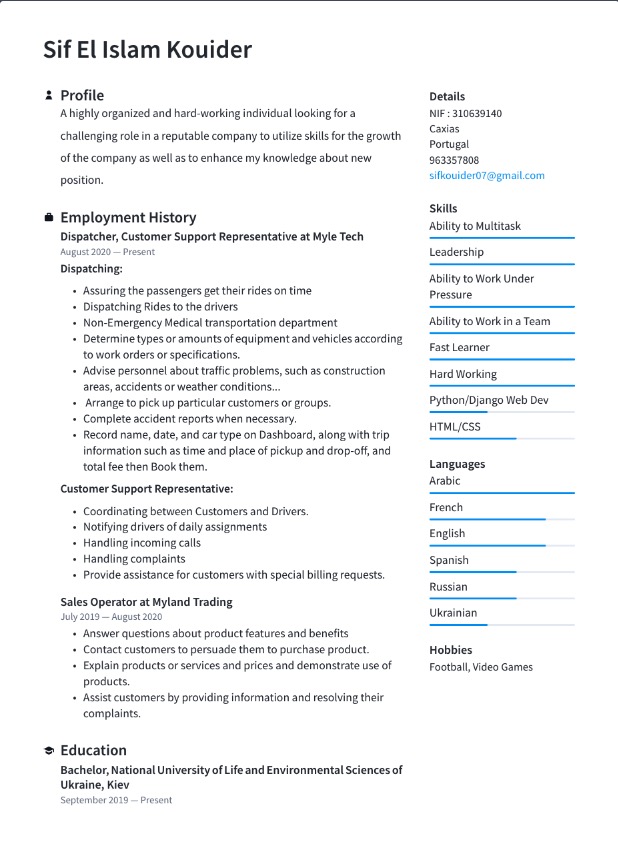 Sif El Islam Kouider
Profile
A highly organized and hard-working individual looking for a
challenging role in a reputable company to utilize skills for the growth
of the company as well as to enhance my knowledge about new
position.
Employment History
Dispatcher, Customer Support Representative at Myle Tech
August 2020 — Present
Dispatching:
• Assuring the passengers get their rides on time
• Dispatching Rides to the drivers
• Non-Emergency Medical transportation department
• Determine types or amounts of equipment and vehicles according
to work orders or specifications.
• Advise personnel about traffic problems, such as construction
areas, accidents or weather conditions...
• Arrange to pick up particular customers or groups.
• Complete accident reports when necessary.
• Record name, date, and car type on Dashboard, along with trip
information such as time and place of pickup and drop-off, and
total fee then Book them.
Customer Support Representative:
• Coordinating between Customers and Drivers.
• Notifying drivers of daily assignments
• Handling incoming calls
• Handling complaints
• Provide assistance for customers with special billing requests.
Sales Operator at Myland Trading
July 2019 — August 2020
• Answer questions about product features and benefits
• Contact customers to persuade them to purchase product.
• Explain products or services and prices and demonstrate use of
products.
• Assist customers by providing information and resolving their
complaints.
Education
Bachelor, National University of Life and Environmental Sciences of
Ukraine, Kiev
September 2019 — Present
Details
NIF : 310639140
Caxias
Portugal
963357808
sifkouider07@gmail.com
Skills
Ability to Multitask
Leadership
Ability to Work Under
Pressure
Ability to Work in a Team
Fast Learner
Hard Working
Python/Django Web Dev
HTML/CSS
Languages
Arabic
French
English
Spanish
Russian
Ukrainian
Hobbies
Football, Video Games